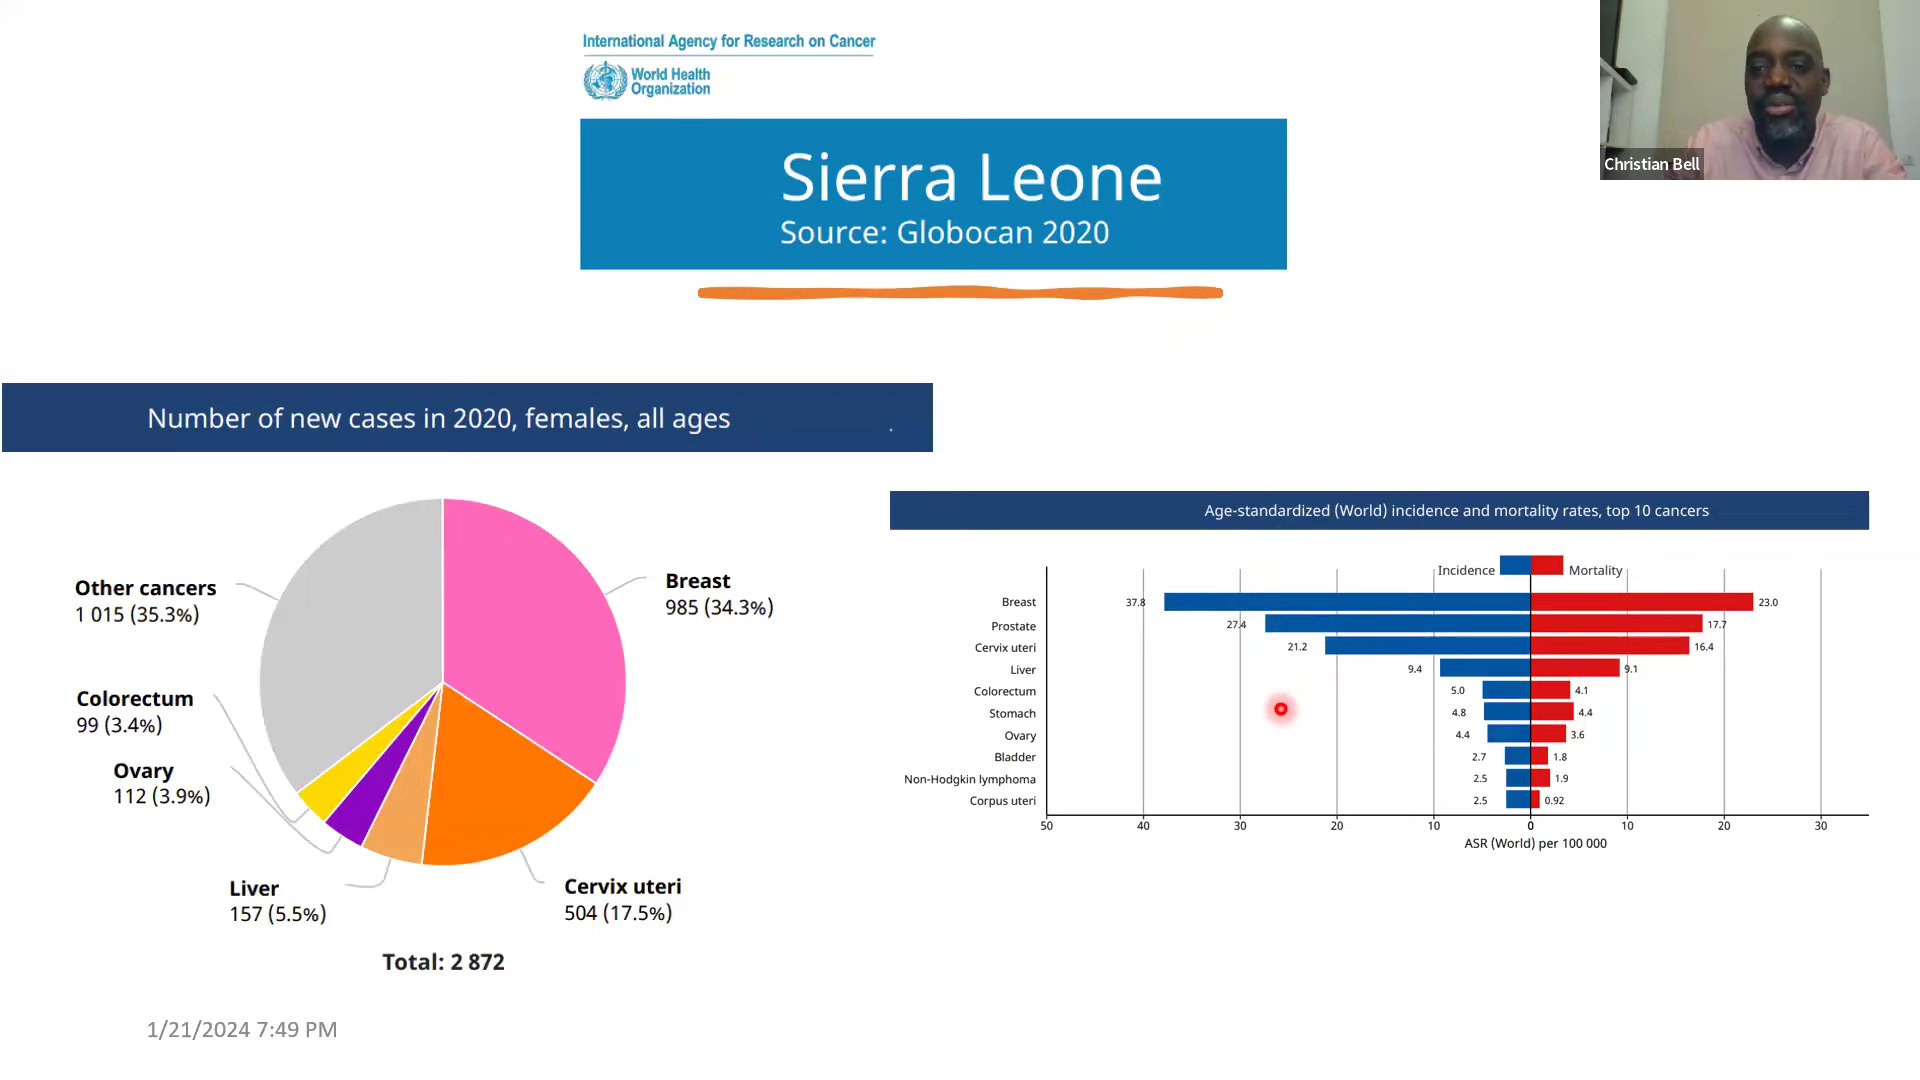 International Agency for Research on Cancer
World Health
Organization
Christian Bell
Sierra Leone
Source: Globocan 2020
Number of new cases in 2020, females, all ages
Other cancers
1 015 (35.3%)
Breast
985 (34.3%)
Colorectum
99 (3.4%)
Ovary
112 (3.9%)
Liver
157 (5.5%)
Cervix uteri
504 (17.5%)
Total: 2 872
Age-standardized (World) incidence and mortality rates, top 10 cancers
Incidence Mortality
Breast 37.8 23.0
Prostate 27.4 17.7
Cervix uteri 21.2 16.4
Liver 9.4 9.1
Colorectum 5.0 4.1
Stomach 4.8 4.4
Ovary 4.4 3.6
Bladder 2.7 1.8
Non-Hodgkin lymphoma 2.5 1.9
Corpus uteri 2.5 0.92
50 40 30 20 10 0 10 20 30
ASR (World) per 100 000
1/21/2024 7:49 PM